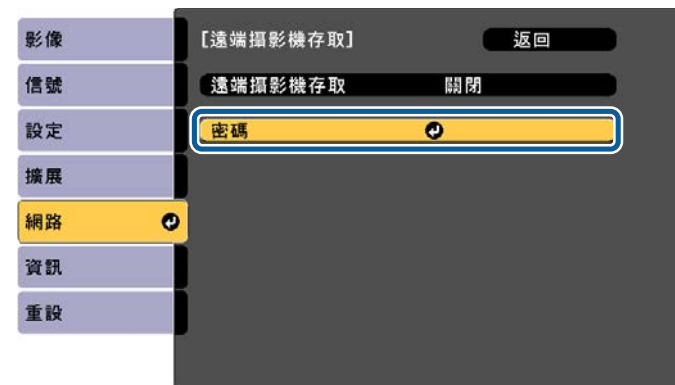 影像
信號
設定
擴展
網路
資訊
重設
[遠端攝影機存取]
返回
遠端攝影機存取 關閉
密碼